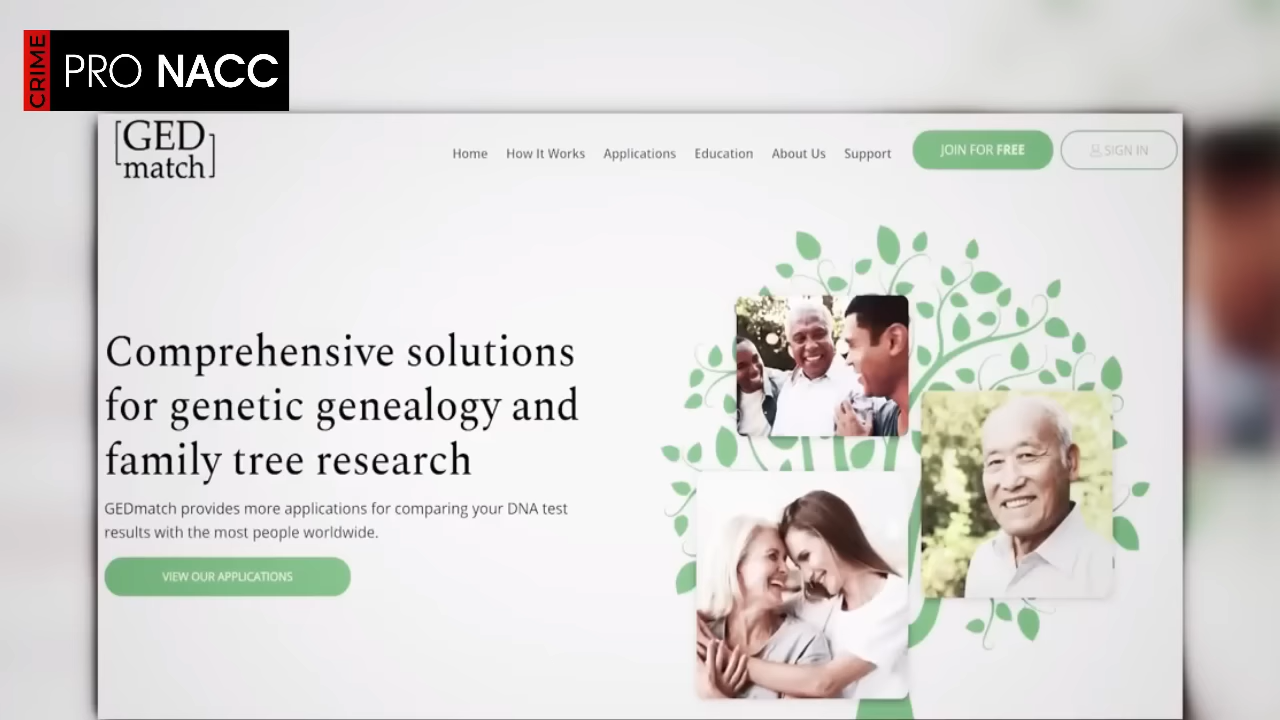 CRIME
PRO NACC
[GED
match]
Home How It Works Applications Education About Us Support JOIN FOR FREE SIGN IN
Comprehensive solutions
for genetic genealogy and
family tree research
GEDmatch provides more applications for comparing your DNA test
results with the most people worldwide.
VIEW OUR APPLICATIONS